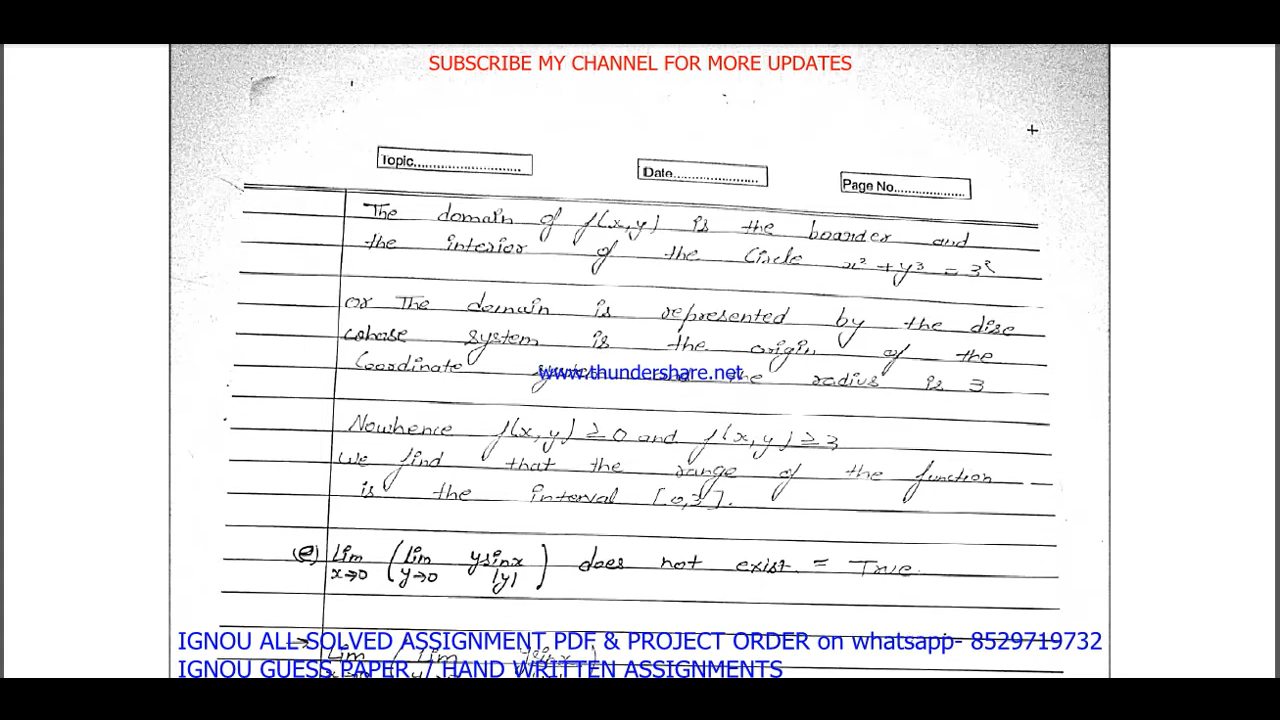 SUBSCRIBE MY CHANNEL FOR MORE UPDATES
Topic............................ Date...................... Page No...................
The domain of f(x,y) is the boarder and
the interior of the Circle x² + y³ = 3²
or The domain is represented by the disc
system is the origin of the
Coordinate the radius is 3
www.thundershare.net
Nowhence f(x,y) ≥ 0 and f(x,y) ≥ 3
We find that the range of the function —
is the interval [0,3].
(e) Lim x→0 ( Lim y→0 y sin x / |y| ) does not exist. = True.
IGNOU ALL SOLVED ASSIGNMENT PDF & PROJECT ORDER on whatsapp- 8529719732
IGNOU GUESS PAPER / HAND WRITTEN ASSIGNMENTS